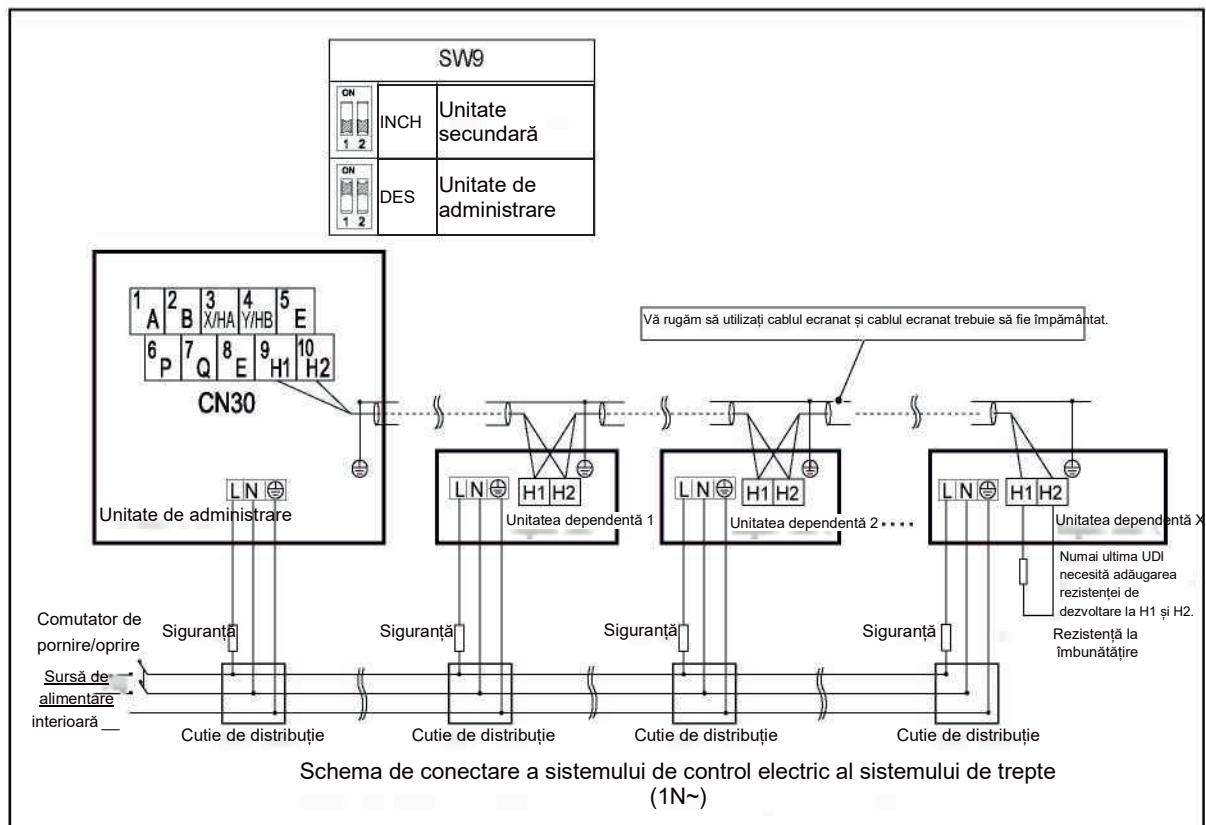 SW9
ON
1 2
INCH
Unitate
secundară
ON
1 2
DES
Unitate de
administrare
1 A 2 B 3 X/HA 4 Y/HB 5 E
6 P 7 Q 8 E 9 H1 10 H2
CN30
Vă rugăm să utilizați cablul ecranat și cablul ecranat trebuie să fie împământat.
L N
Unitate de administrare
L N H1 H2
Unitatea dependentă 1
L N H1 H2
Unitatea dependentă 2
L N H1 H2
Unitatea dependentă X
Numai ultima UDI
necesită adăugarea
rezistenței de
dezvoltare la H1 și H2.
Rezistență la
îmbunătățire
Comutator de
pornire/oprire
Siguranță
Siguranță
Siguranță
Siguranță
Sursă de
alimentare
interioară __
Cutie de distribuție
Cutie de distribuție
Cutie de distribuție
Cutie de distribuție
Schema de conectare a sistemului de control electric al sistemului de trepte
(1N~)